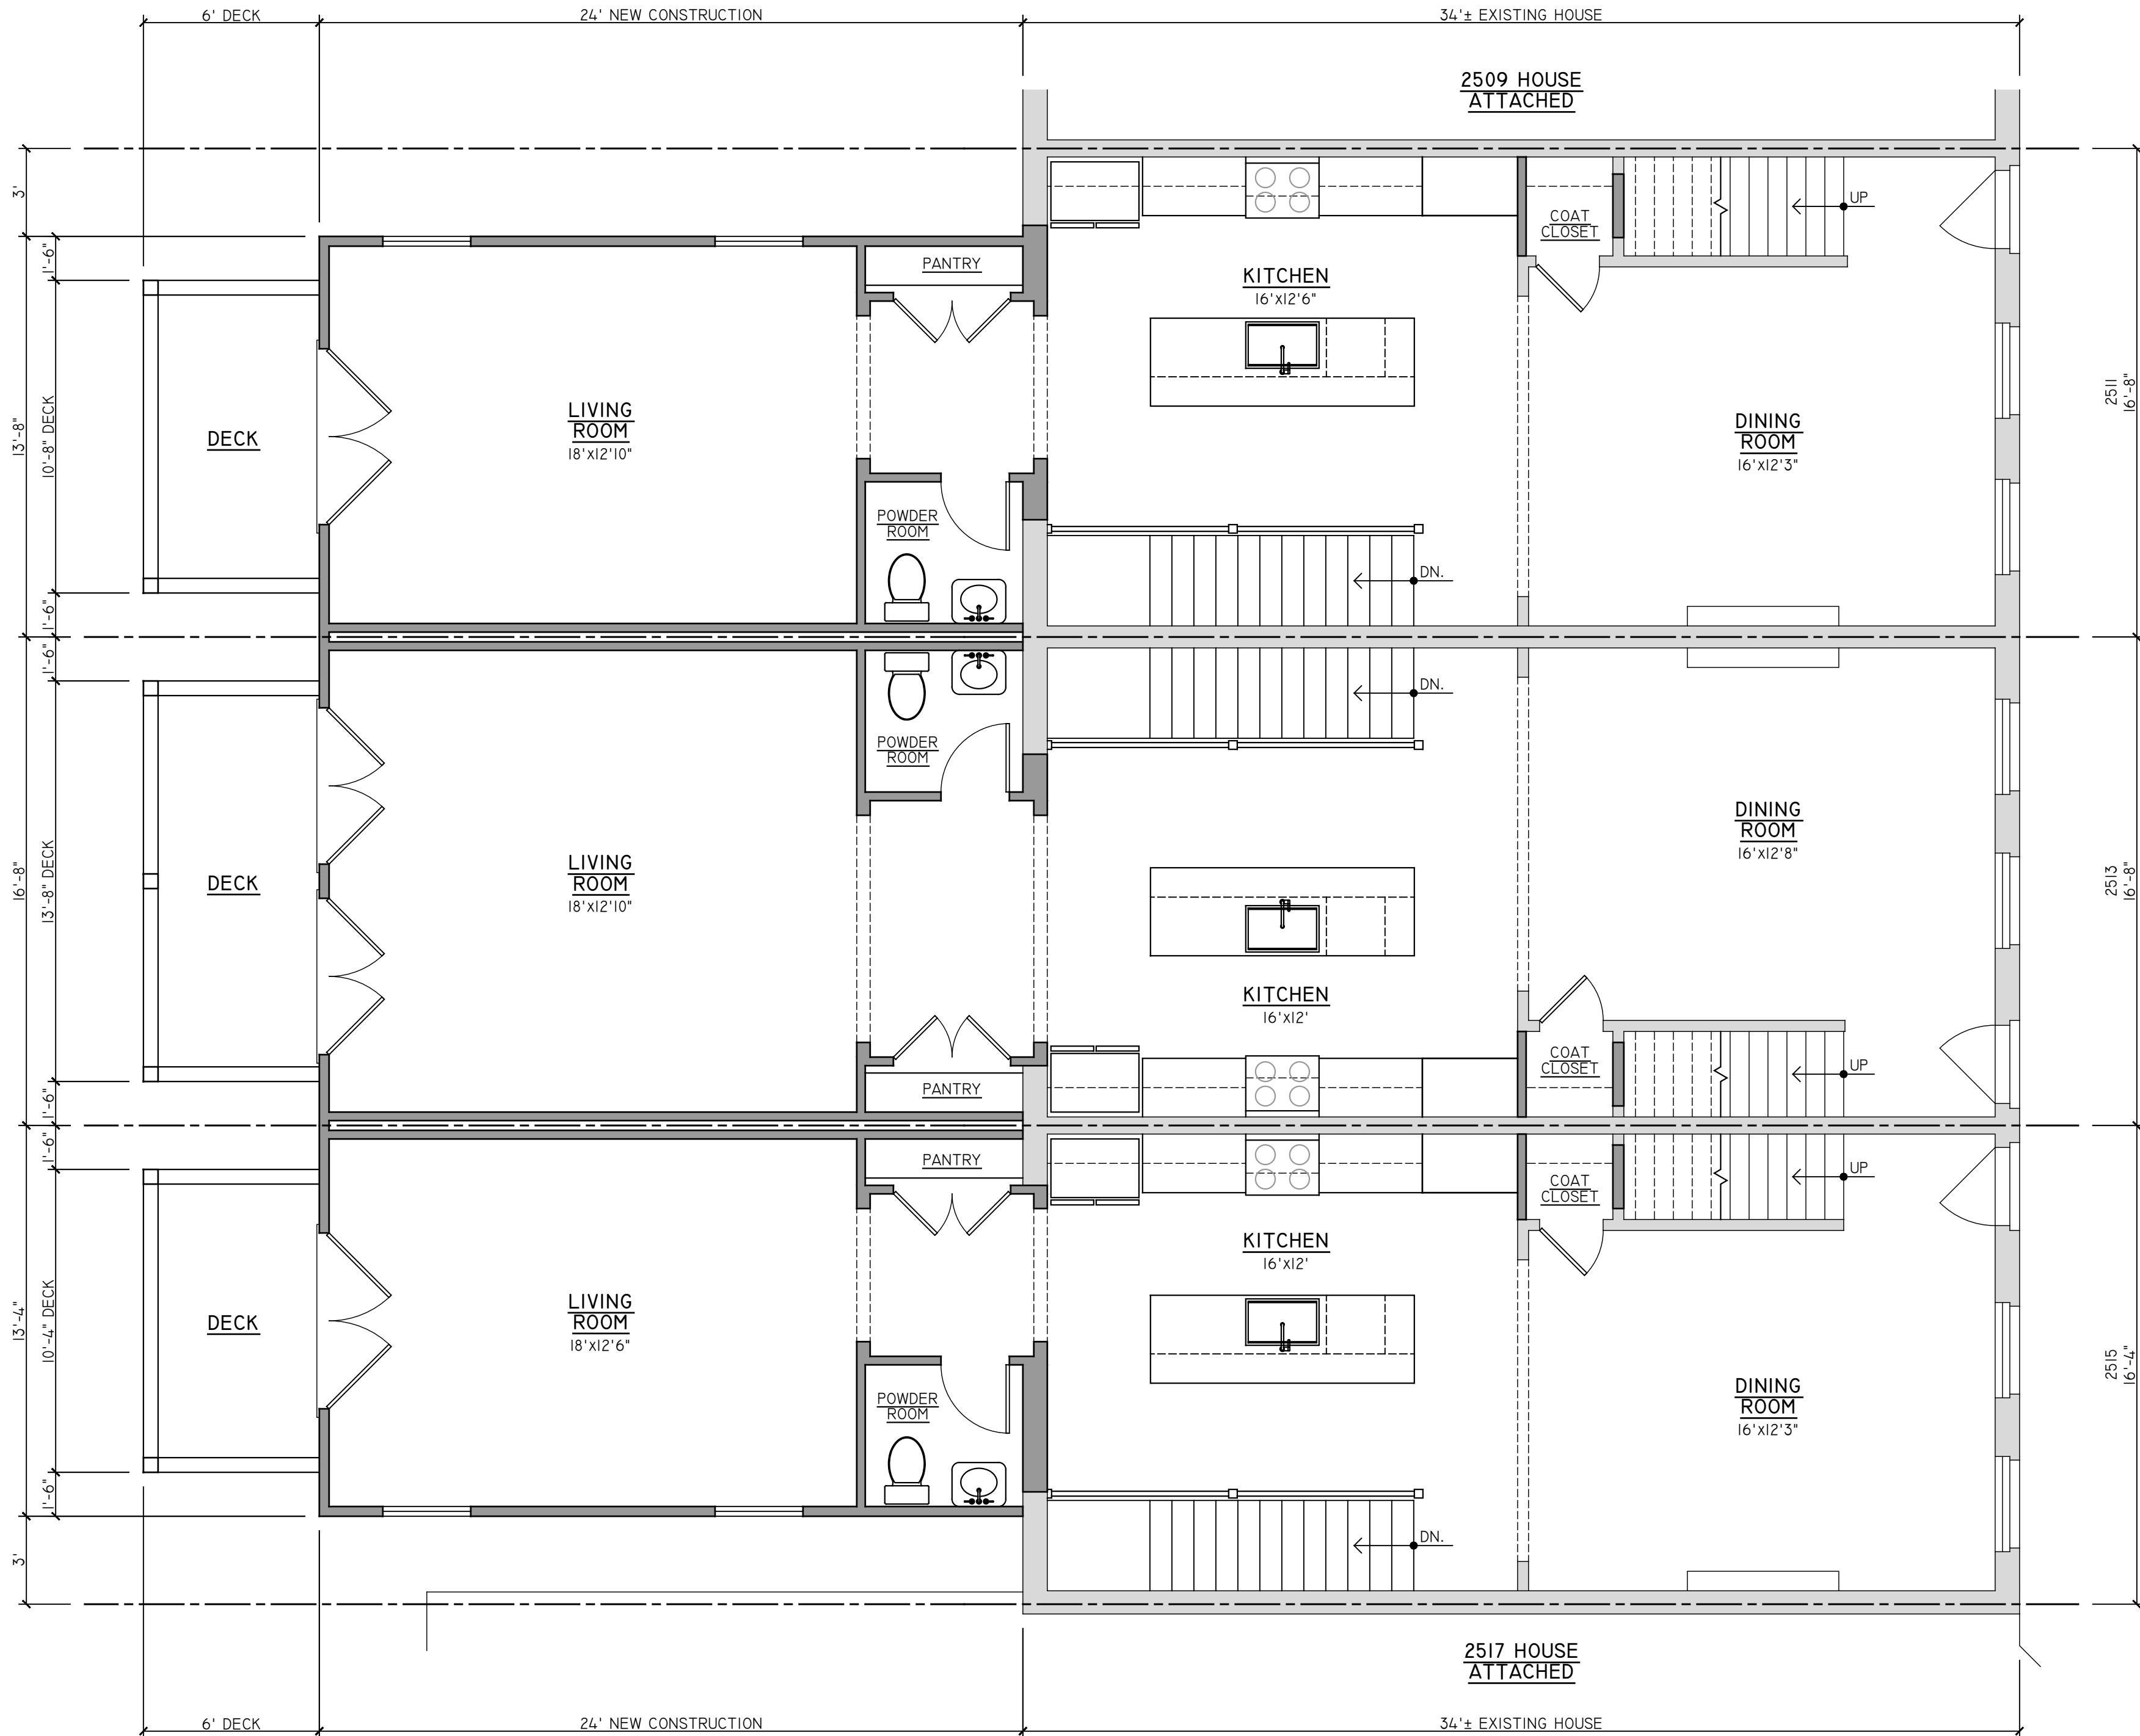 6' DECK
24' NEW CONSTRUCTION
34'± EXISTING HOUSE
2509 HOUSE
ATTACHED
3'
13'-8"
16'-8"
13'-4"
3'
1'-6"
10'-8" DECK
1'-6"
1'-6"
13'-8" DECK
1'-6"
1'-6"
10'-4" DECK
1'-6"
DECK
LIVING
ROOM
18'x12'10"
PANTRY
POWDER
ROOM
KITCHEN
16'x12'6"
DN.
COAT
CLOSET
UP
DINING
ROOM
16'x12'3"
2511
16'-8"
DECK
LIVING
ROOM
18'x12'10"
POWDER
ROOM
PANTRY
DN.
KITCHEN
16'x12'
DINING
ROOM
16'x12'8"
COAT
CLOSET
UP
2513
16'-8"
DECK
LIVING
ROOM
18'x12'6"
PANTRY
POWDER
ROOM
KITCHEN
16'x12'
DN.
COAT
CLOSET
UP
DINING
ROOM
16'x12'3"
2515
16'-4"
2517 HOUSE
ATTACHED
6' DECK
24' NEW CONSTRUCTION
34'± EXISTING HOUSE